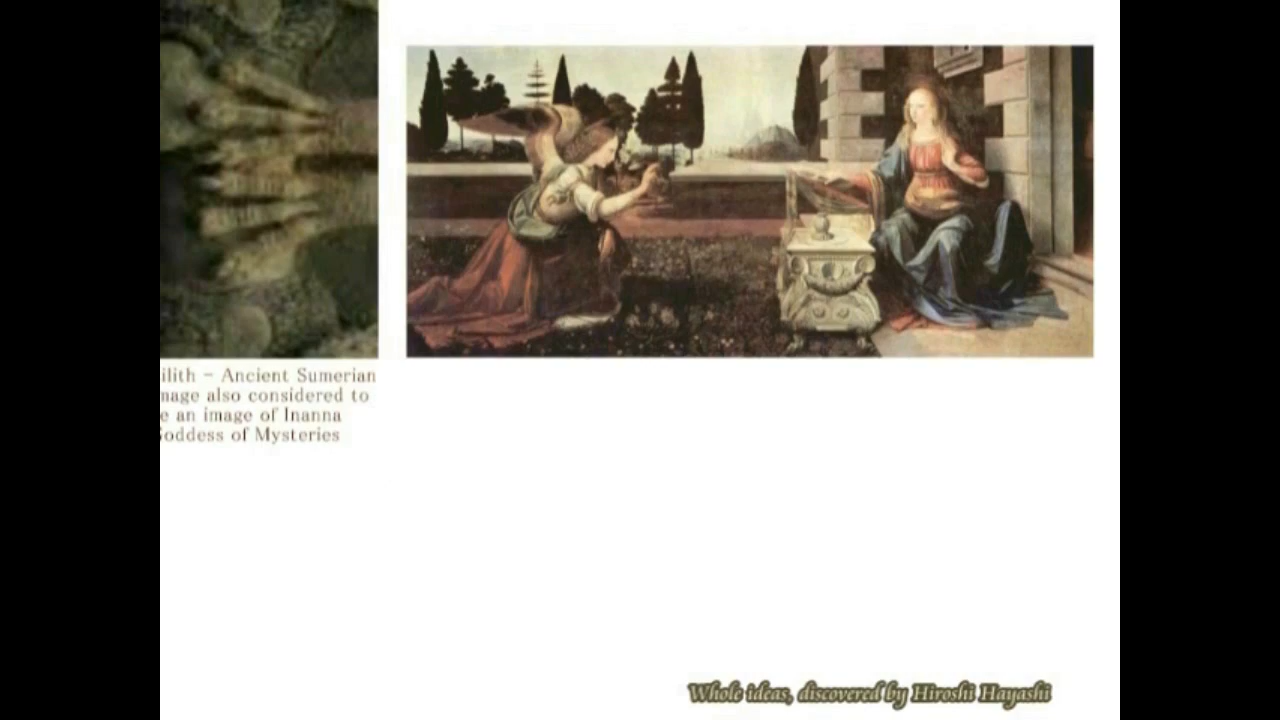 ilith - Ancient Sumerian
mage also considered to
e an image of Inanna
Goddess of Mysteries
Whole ideas, discovered by Hiroshi Hayashi